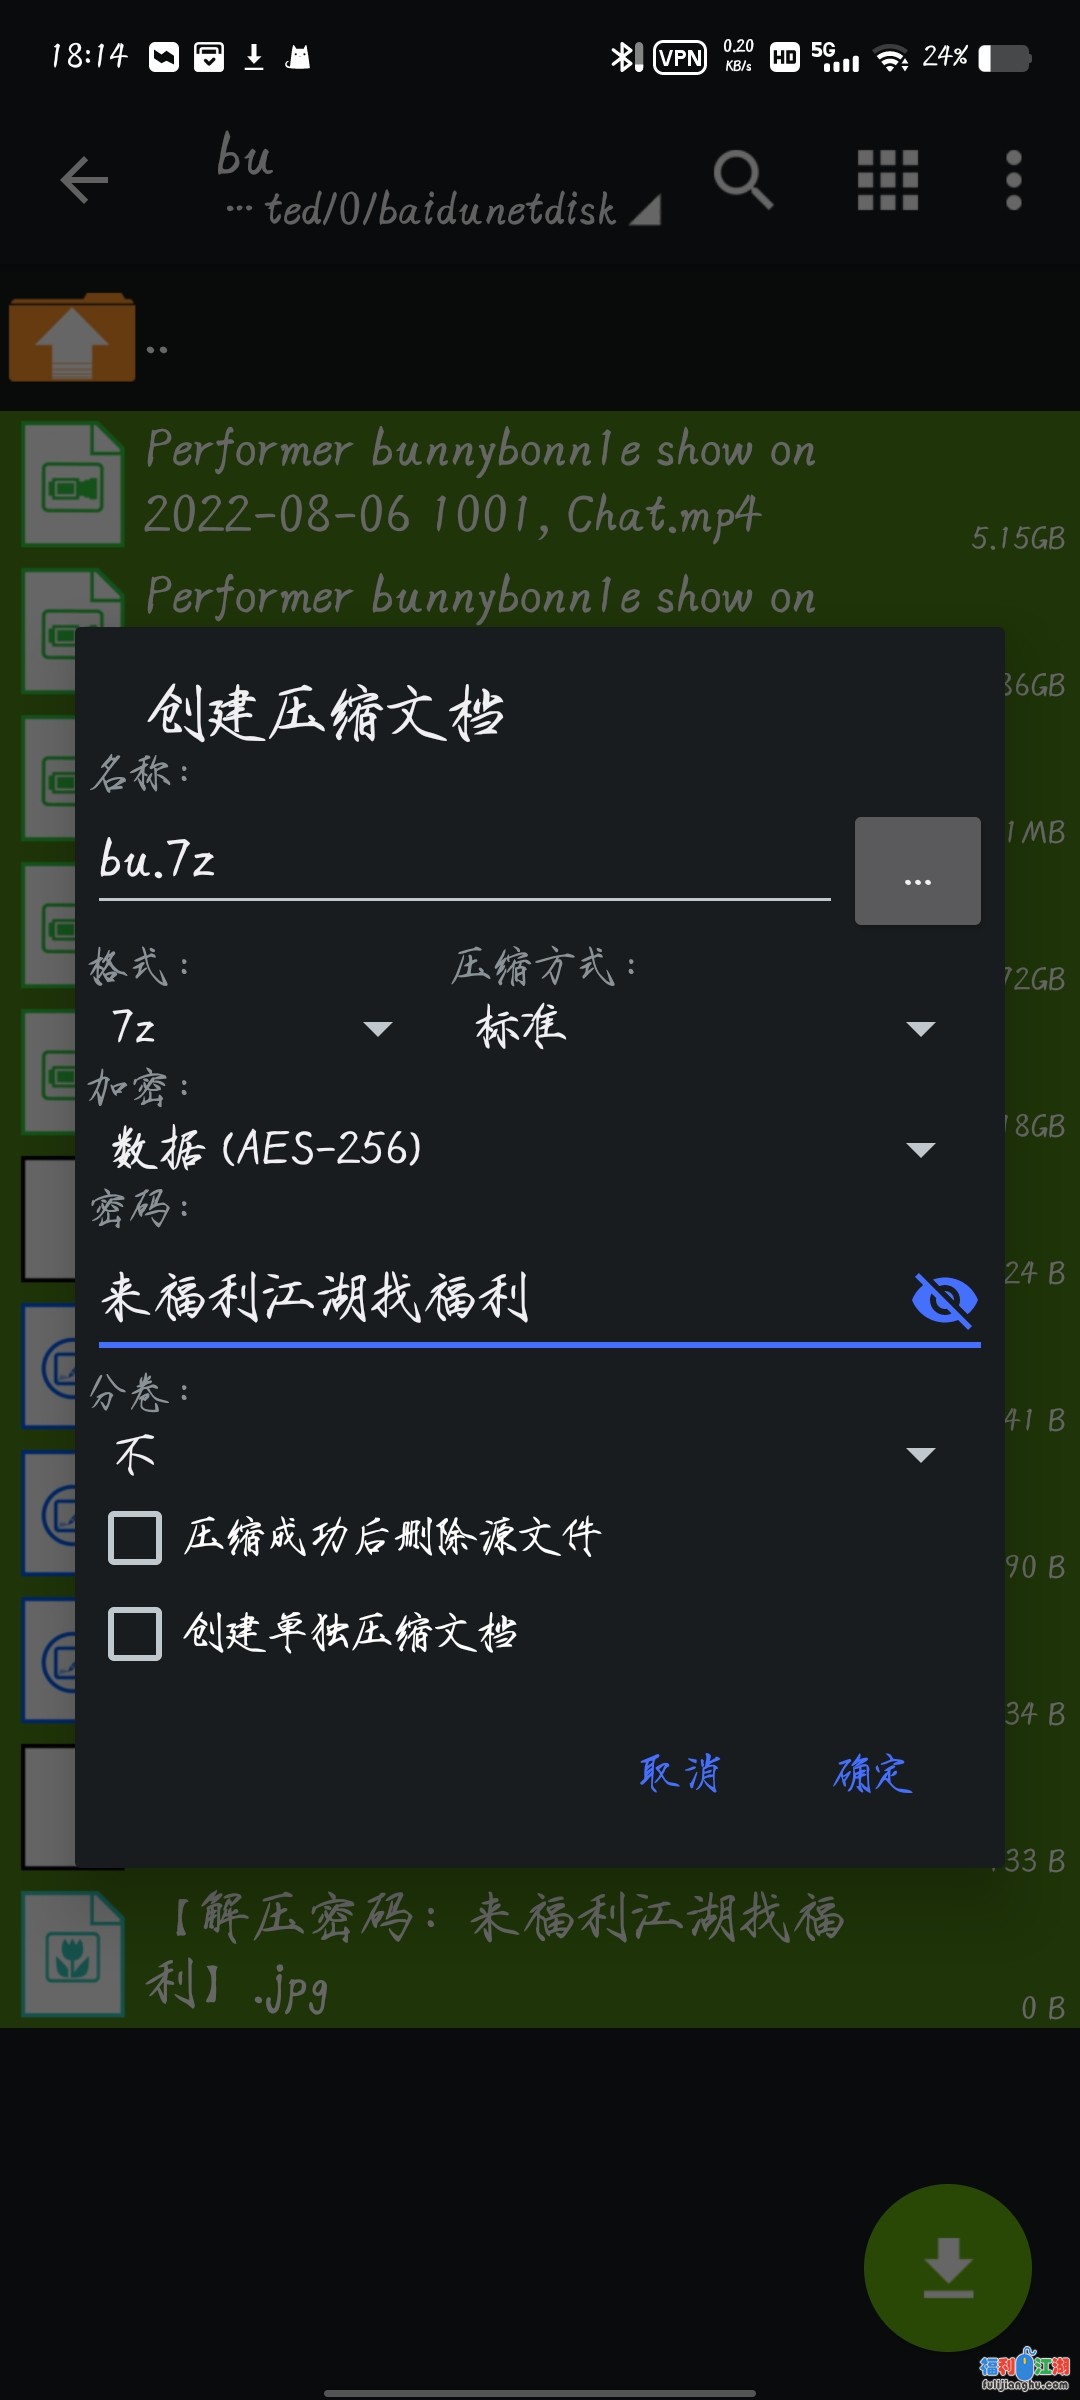 18:14
VPN
0.20
KB/s
HD
5G
24%
bu
… ted/0/baidunetdisk
..
Performer bunnybonn1e show on
2022-08-06 1001, Chat.mp4
5.15GB
Performer bunnybonn1e show on
36GB
创建压缩文档
名称：
1MB
bu.7z
...
格式：
压缩方式：
72GB
7z
标准
加密：
18GB
数据 (AES-256)
密码：
24 B
来福利江湖找福利
分卷：
41 B
不
压缩成功后删除源文件
90 B
创建单独压缩文档
34 B
取消
确定
33 B
【解压密码：来福利江湖找福
利】.jpg
0 B
福利江湖
fulijianghu.com